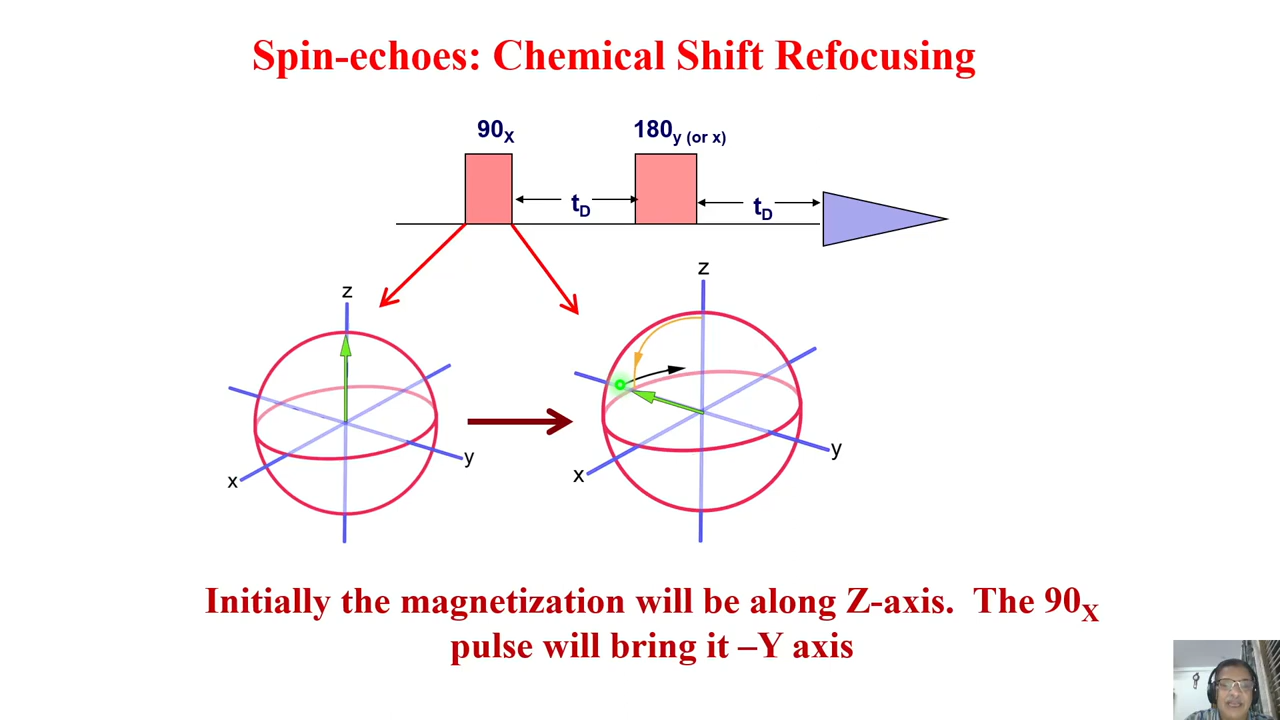 Spin-echoes: Chemical Shift Refocusing
90X 180y (or x)
tD tD
z z
x y x y
Initially the magnetization will be along Z-axis. The 90X
pulse will bring it –Y axis